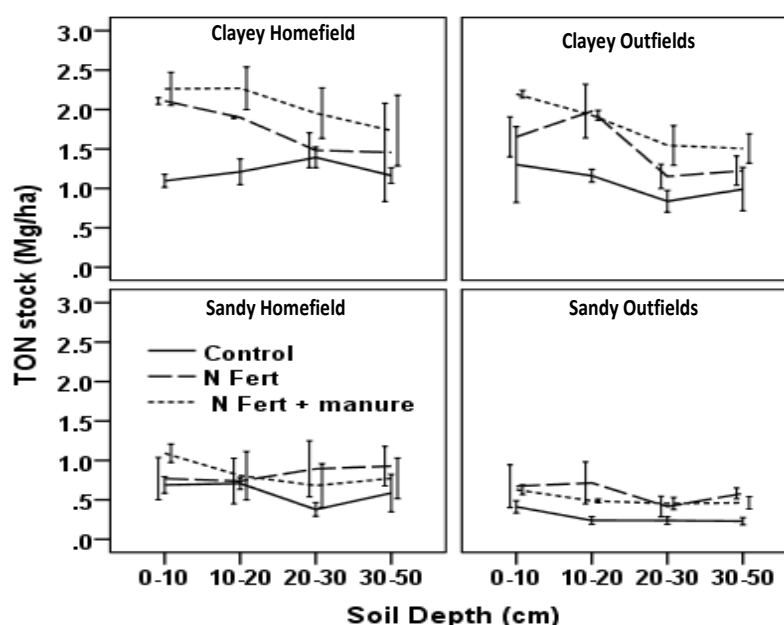 Clayey Homefield
Clayey Outfields
3.0
2.5
2.0
1.5
1.0
.5
.0
Sandy Homefield
Sandy Outfields
3.0
2.5
2.0
1.5
1.0
.5
.0
Control
N Fert
N Fert + manure
TON stock (Mg/ha)
0-10 10-20 20-30 30-50
0-10 10-20 20-30 30-50
Soil Depth (cm)